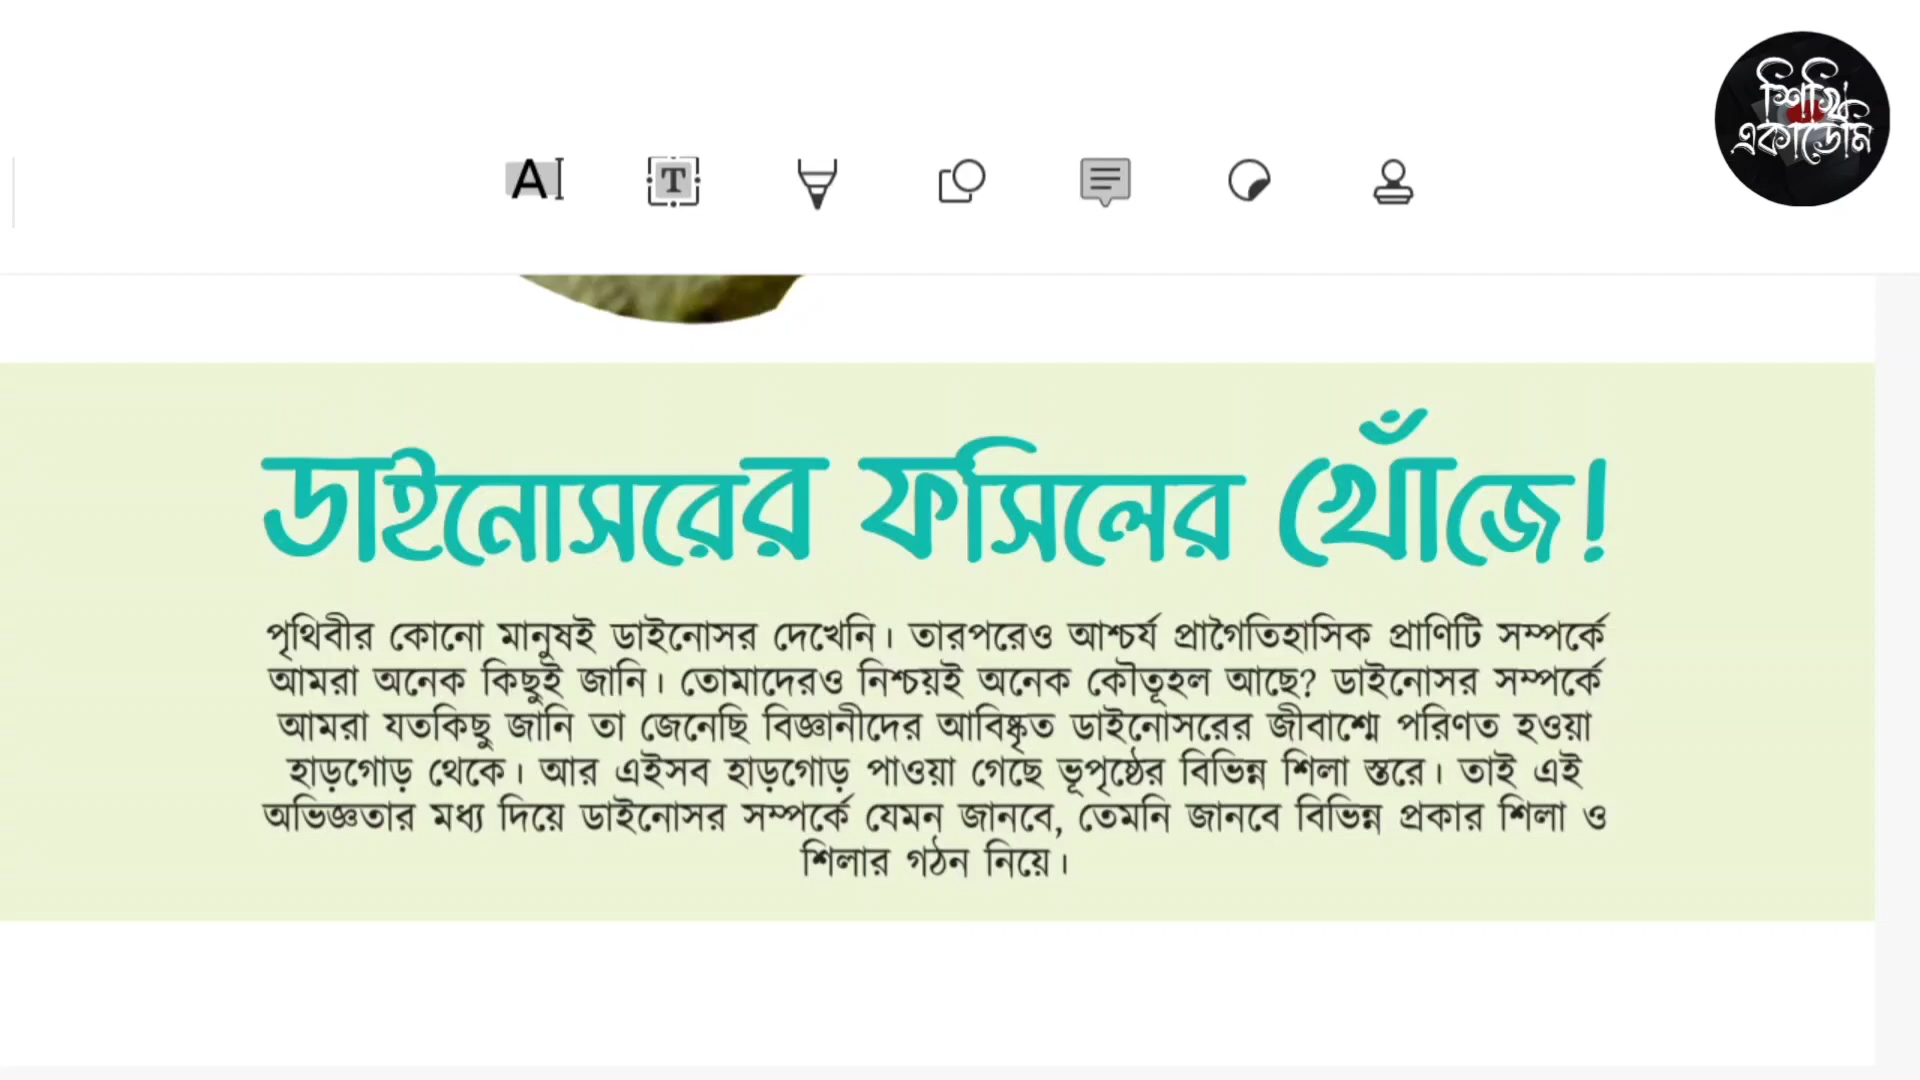 শিখি
একাডেমি
A
T
ডাইনোসরের ফসিলের খোঁজে!
পৃথিবীর কোনো মানুষই ডাইনোসর দেখেনি। তারপরেও আশ্চর্য প্রাগৈতিহাসিক প্রাণিটি সম্পর্কে
আমরা অনেক কিছুই জানি। তোমাদেরও নিশ্চয়ই অনেক কৌতূহল আছে? ডাইনোসর সম্পর্কে
আমরা যতকিছু জানি তা জেনেছি বিজ্ঞানীদের আবিষ্কৃত ডাইনোসরের জীবাশ্মে পরিণত হওয়া
হাড়গোড় থেকে। আর এইসব হাড়গোড় পাওয়া গেছে ভূপৃষ্ঠের বিভিন্ন শিলা স্তরে। তাই এই
অভিজ্ঞতার মধ্য দিয়ে ডাইনোসর সম্পর্কে যেমন জানবে, তেমনি জানবে বিভিন্ন প্রকার শিলা ও
শিলার গঠন নিয়ে।